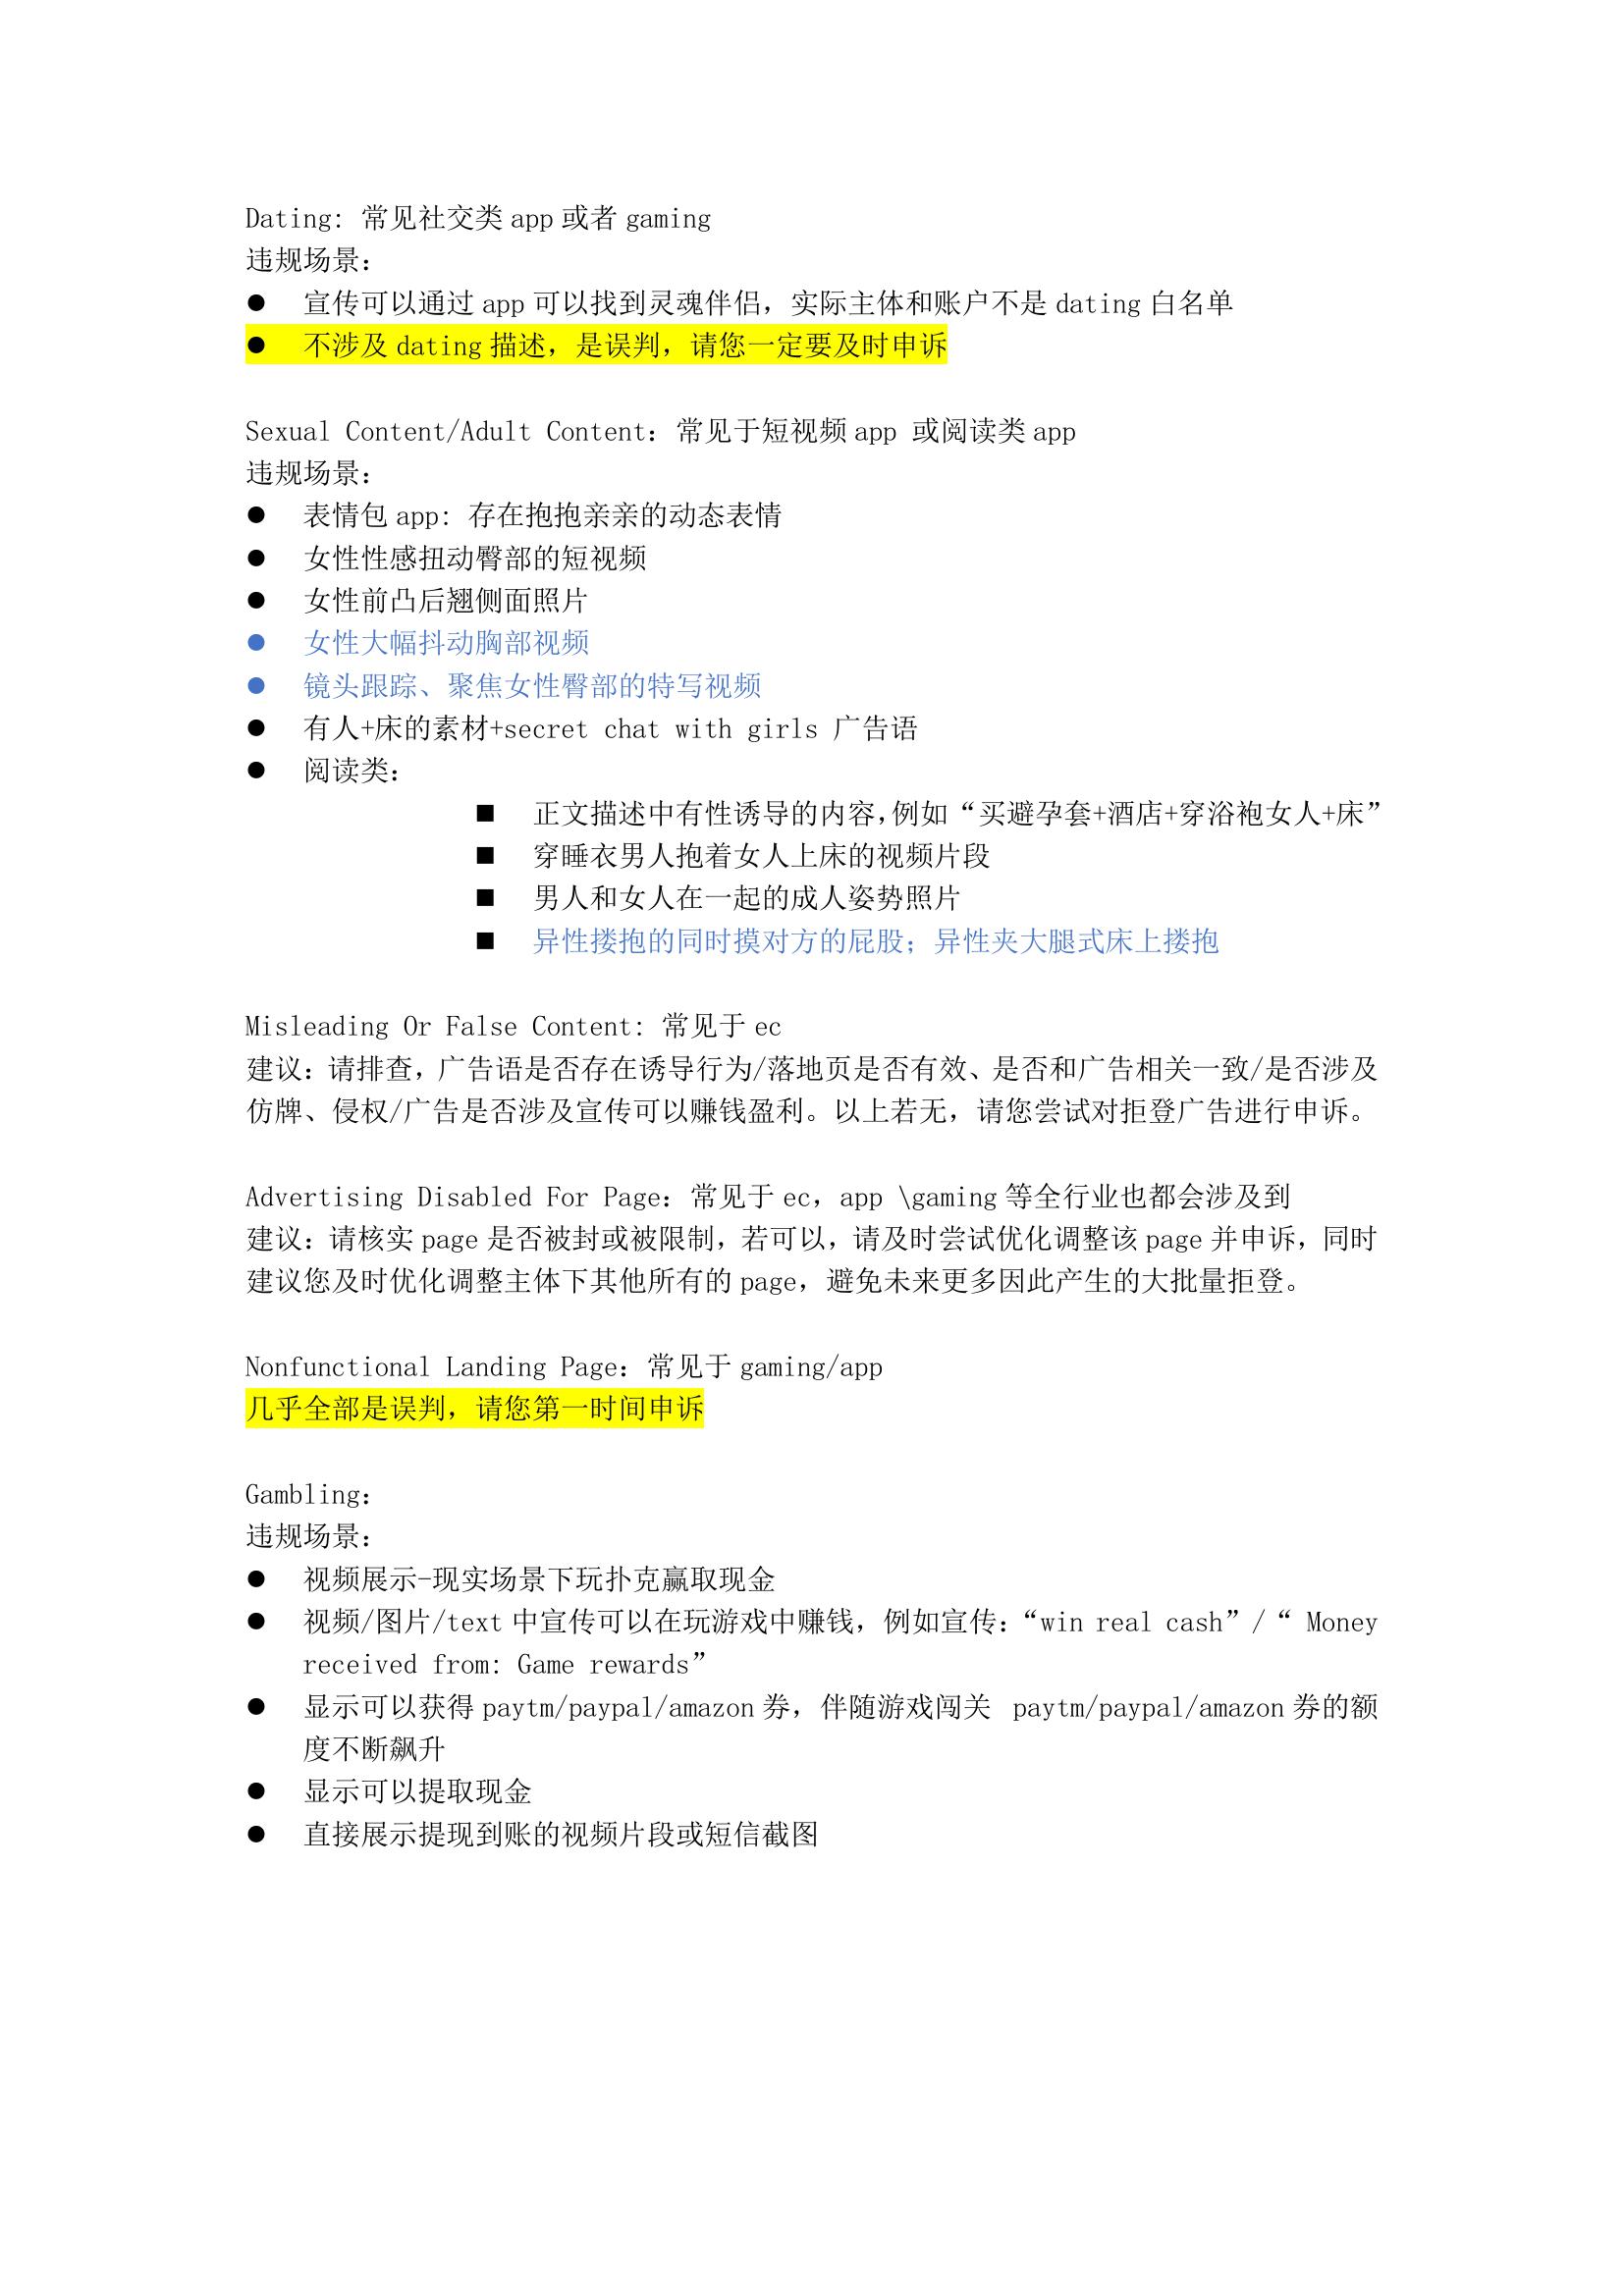 Dating: 常见社交类 app 或者 gaming
违规场景：
● 宣传可以通过 app 可以找到灵魂伴侣，实际主体和账户不是 dating 白名单
● 不涉及 dating 描述，是误判，请您一定要及时申诉
Sexual Content/Adult Content：常见于短视频 app 或阅读类 app
违规场景：
● 表情包 app: 存在抱抱亲亲的动态表情
● 女性性感扭动臀部的短视频
● 女性前凸后翘侧面照片
● 女性大幅抖动胸部视频
● 镜头跟踪、聚焦女性臀部的特写视频
● 有人+床的素材+secret chat with girls 广告语
● 阅读类：
■ 正文描述中有性诱导的内容，例如“买避孕套+酒店+穿浴袍女人+床”
■ 穿睡衣男人抱着女人上床的视频片段
■ 男人和女人在一起的成人姿势照片
■ 异性搂抱的同时摸对方的屁股；异性夹大腿式床上搂抱
Misleading Or False Content: 常见于 ec
建议：请排查，广告语是否存在诱导行为/落地页是否有效、是否和广告相关一致/是否涉及
仿牌、侵权/广告是否涉及宣传可以赚钱盈利。以上若无，请您尝试对拒登广告进行申诉。
Advertising Disabled For Page：常见于 ec，app \gaming 等全行业也都会涉及到
建议：请核实 page 是否被封或被限制，若可以，请及时尝试优化调整该 page 并申诉，同时
建议您及时优化调整主体下其他所有的 page，避免未来更多因此产生的大批量拒登。
Nonfunctional Landing Page：常见于 gaming/app
几乎全部是误判，请您第一时间申诉
Gambling：
违规场景：
● 视频展示-现实场景下玩扑克赢取现金
● 视频/图片/text 中宣传可以在玩游戏中赚钱，例如宣传：“win real cash”/“ Money
received from: Game rewards”
● 显示可以获得 paytm/paypal/amazon 券，伴随游戏闯关 paytm/paypal/amazon 券的额
度不断飙升
● 显示可以提取现金
● 直接展示提现到账的视频片段或短信截图